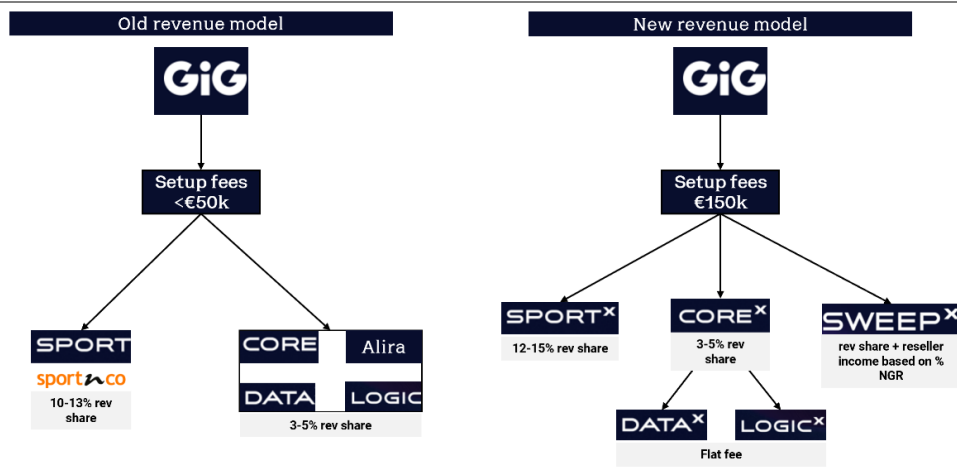 Old revenue model
GiG
Setup fees
<€50k
SPORT
sportnco
10-13% rev
share
CORE
Alira
DATA
LOGIC
3-5% rev share
New revenue model
GiG
Setup fees
€150k
SPORTX
12-15% rev share
COREX
3-5% rev
share
SWEEPX
rev share + reseller
income based on %
NGR
DATAX
LOGICX
Flat fee